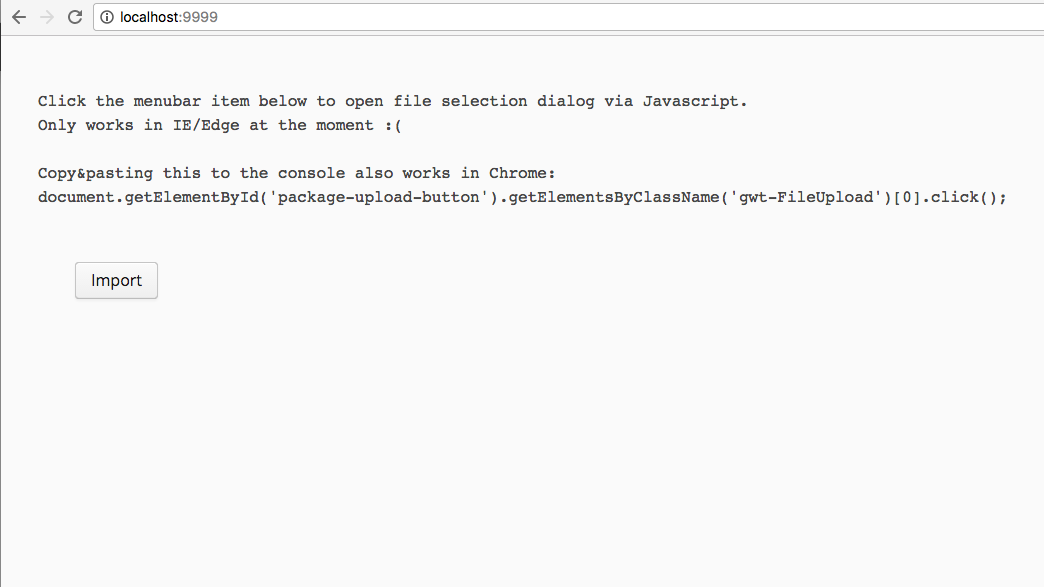 localhost:9999
Click the menubar item below to open file selection dialog via Javascript.
Only works in IE/Edge at the moment :(
Copy&pasting this to the console also works in Chrome:
document.getElementById('package-upload-button').getElementsByClassName('gwt-FileUpload')[0].click();
Import